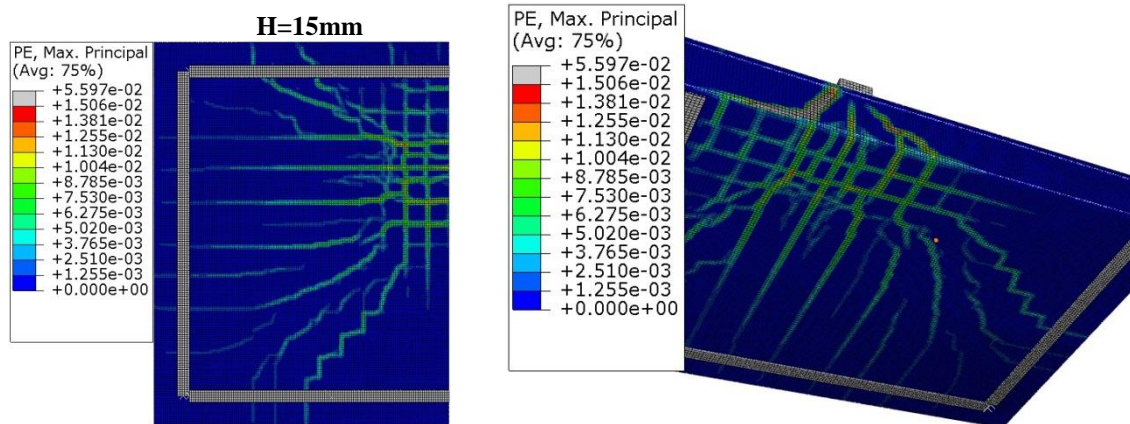 H=15mm
PE, Max. Principal
(Avg: 75%)
+5.597e-02
+1.506e-02
+1.381e-02
+1.255e-02
+1.130e-02
+1.004e-02
+8.785e-03
+7.530e-03
+6.275e-03
+5.020e-03
+3.765e-03
+2.510e-03
+1.255e-03
+0.000e+00
PE, Max. Principal
(Avg: 75%)
+5.597e-02
+1.506e-02
+1.381e-02
+1.255e-02
+1.130e-02
+1.004e-02
+8.785e-03
+7.530e-03
+6.275e-03
+5.020e-03
+3.765e-03
+2.510e-03
+1.255e-03
+0.000e+00